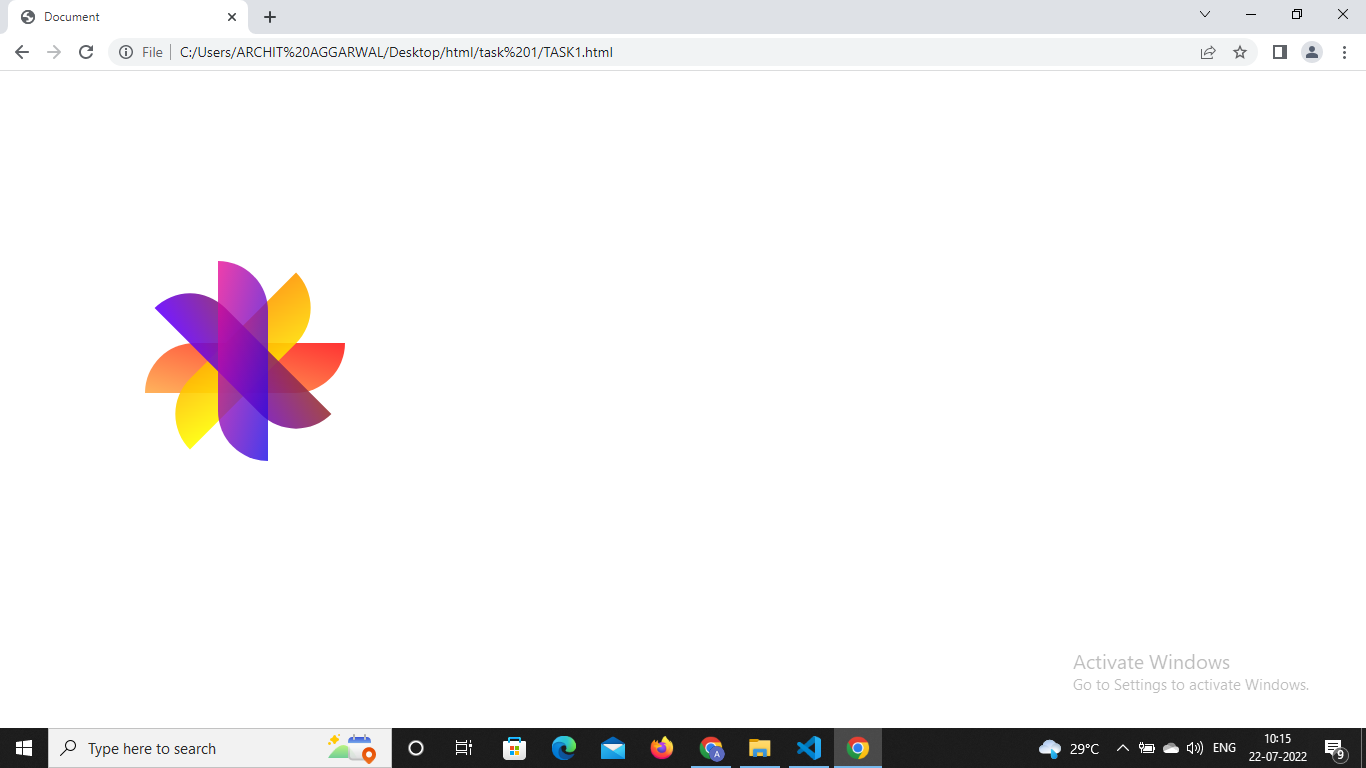 Document
File
C:/Users/ARCHIT%20AGGARWAL/Desktop/html/task%201/TASK1.html
Activate Windows
Go to Settings to activate Windows.
Type here to search
A
29°C
ENG
10:15
22-07-2022
9